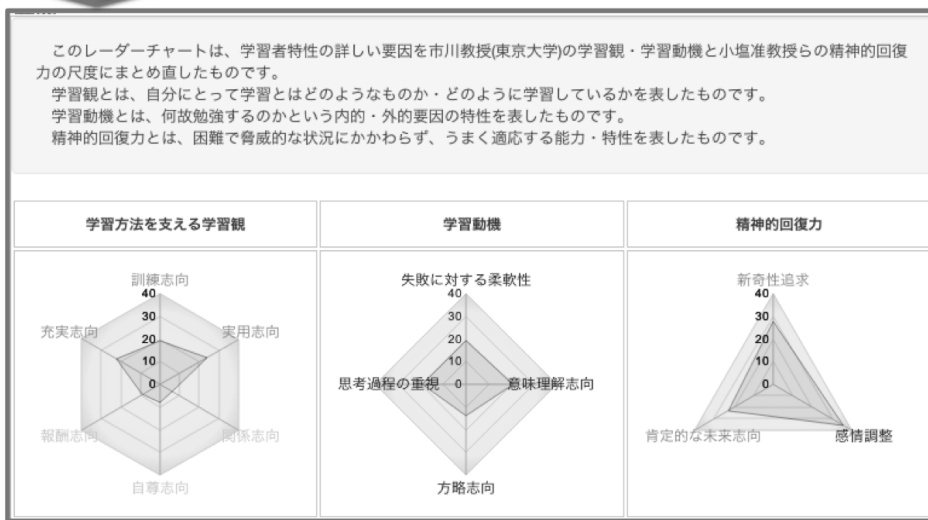 このレーダーチャートは、学習者特性の詳しい要因を市川教授(東京大学)の学習観・学習動機と小塩准教授らの精神的回復
力の尺度にまとめ直したものです。
学習観とは、自分にとって学習とはどのようなものか・どのように学習しているかを表したものです。
学習動機とは、何故勉強するのかという内的・外的要因の特性を表したものです。
精神的回復力とは、困難で脅威的な状況にかかわらず、うまく適応する能力・特性を表したものです。
学習方法を支える学習観
学習動機
精神的回復力
訓練志向
40
30
20
10
0
充実志向
実用志向
報酬志向
関係志向
自尊志向
失敗に対する柔軟性
40
30
20
10
0
思考過程の重視
意味理解志向
方略志向
新奇性追求
40
30
20
10
0
肯定的な未来志向
感情調整